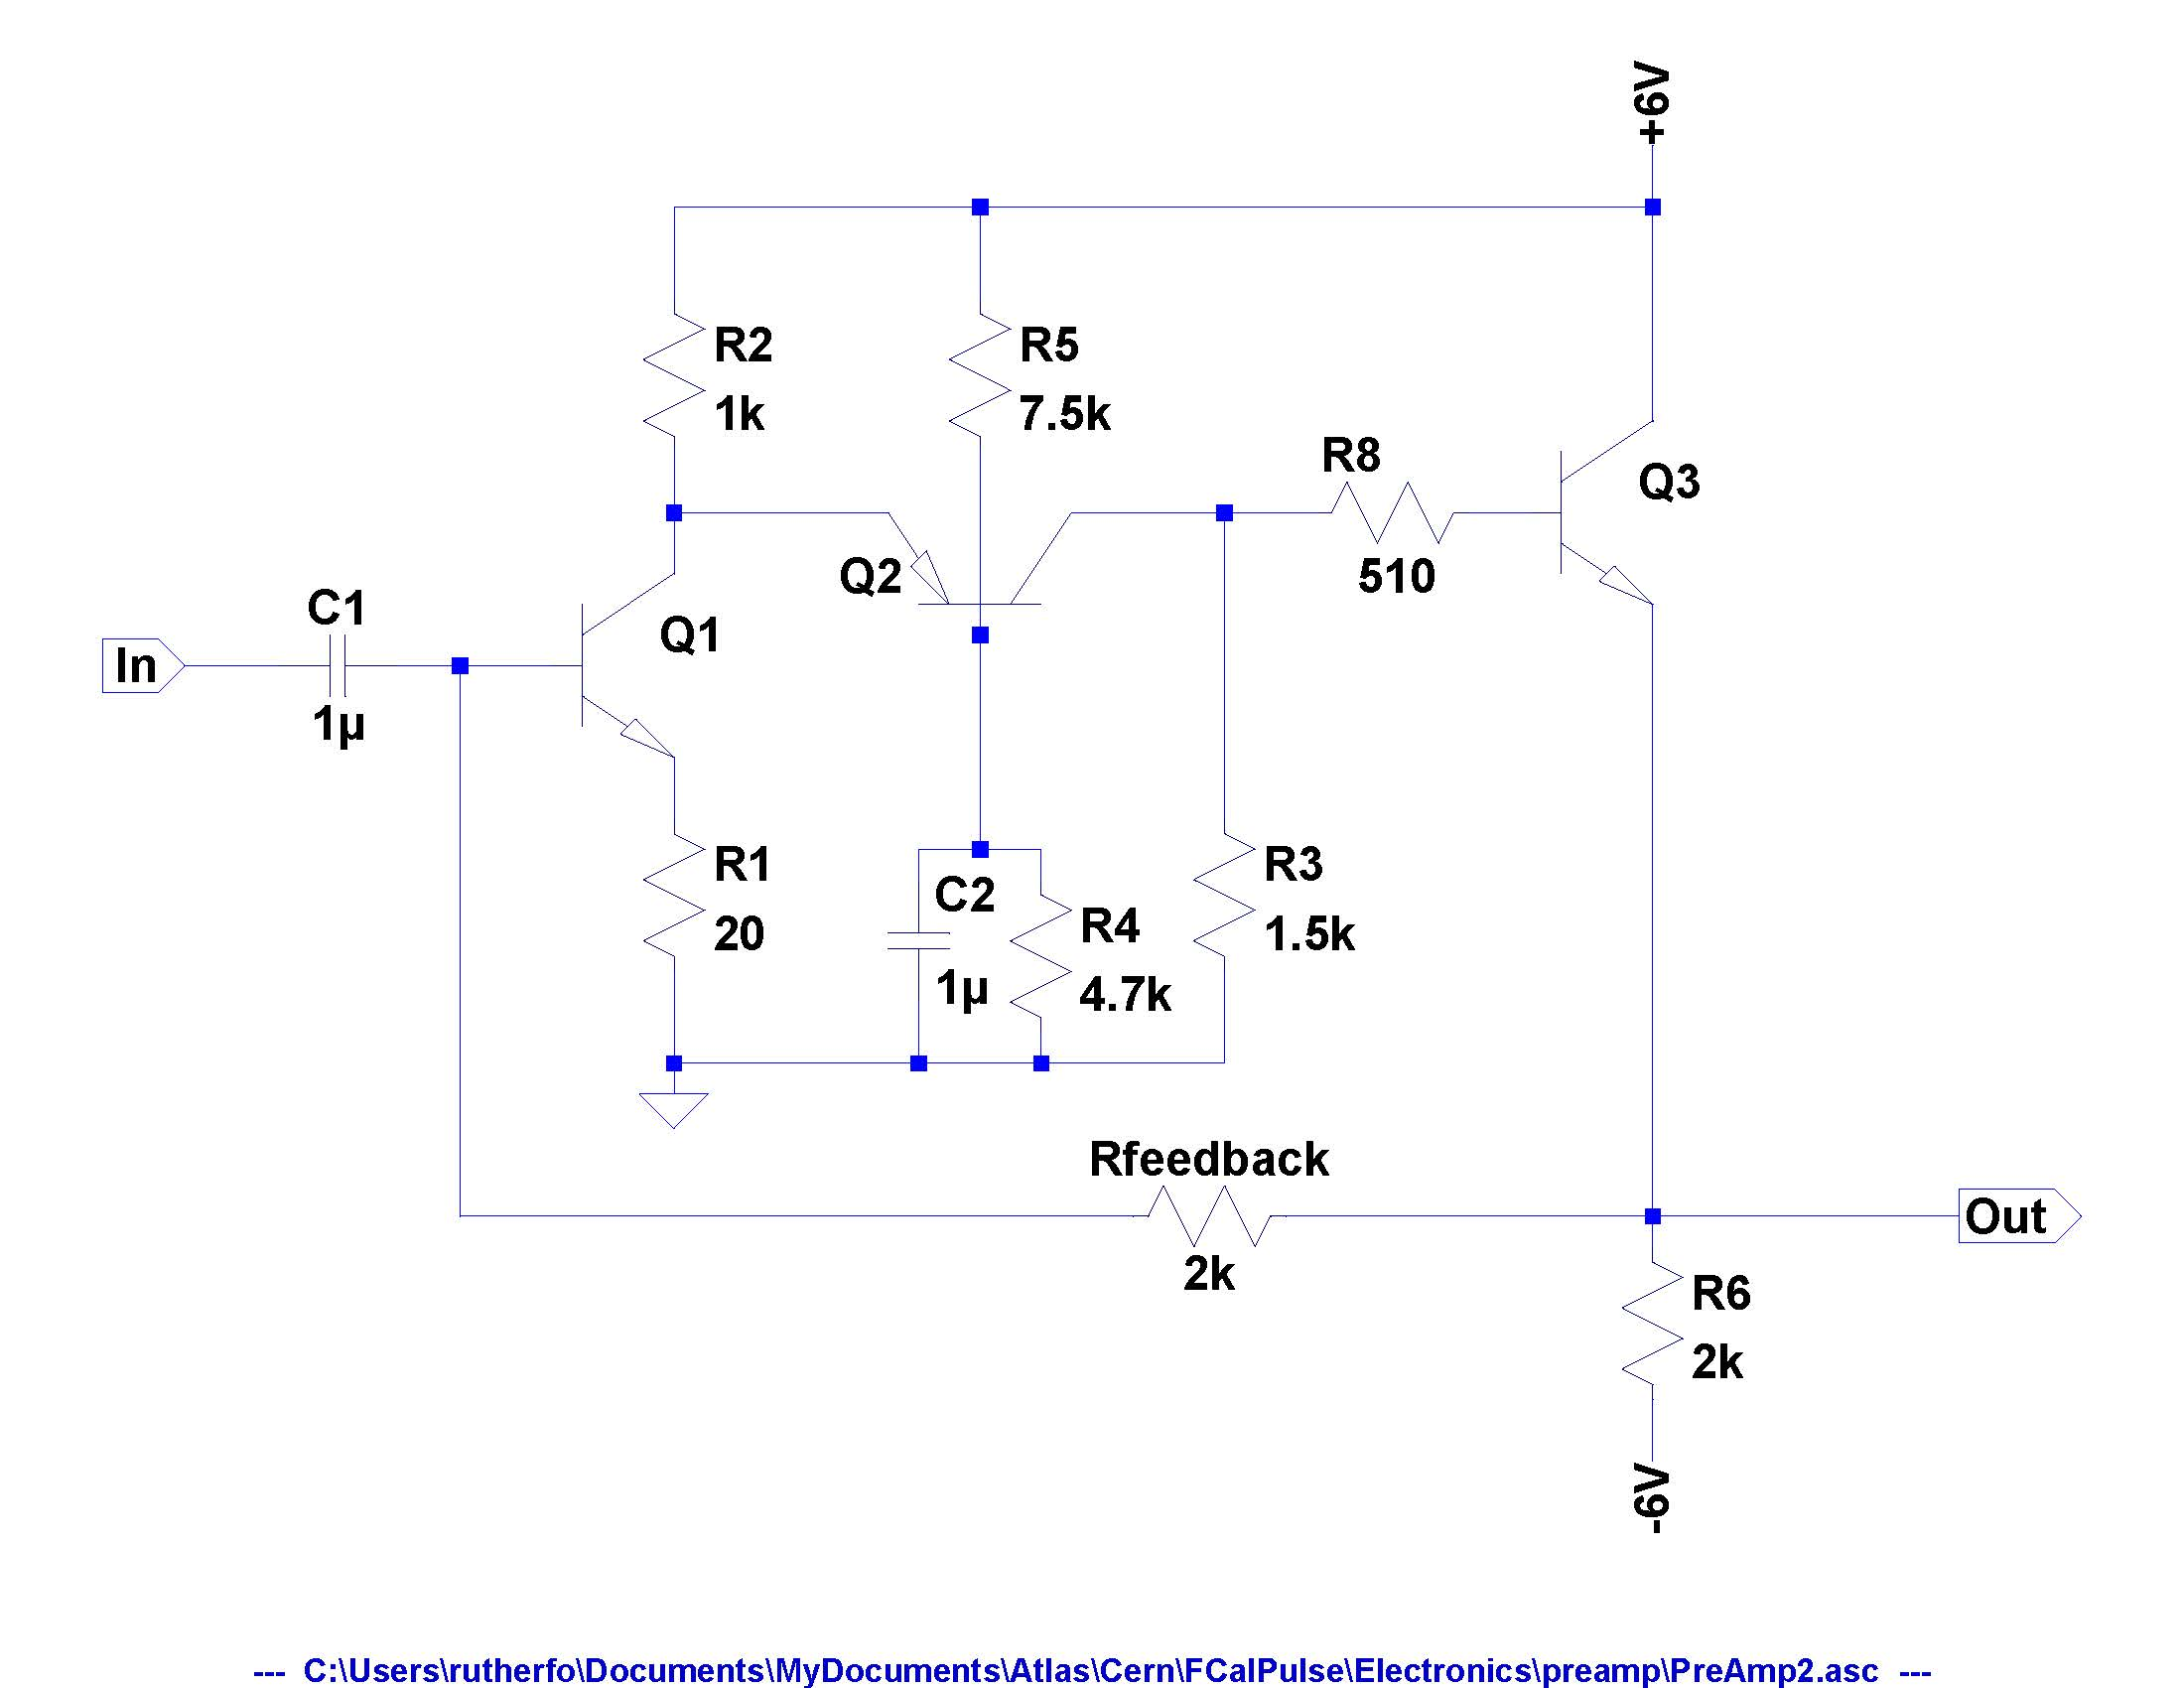 +6V
R2
1k
R5
7.5k
R8
510
Q3
Q2
C1
1µ
In
Q1
R1
20
C2
1µ
R4
4.7k
R3
1.5k
Rfeedback
2k
Out
R6
2k
-6V
--- C:\Users\rutherfo\Documents\MyDocuments\Atlas\Cern\FCalPulse\Electronics\preamp\PreAmp2.asc ---